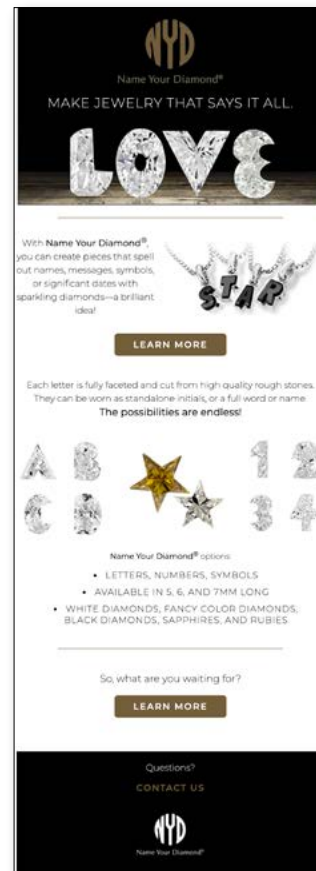 NYD
Name Your Diamond®
MAKE JEWELRY THAT SAYS IT ALL.
LOVE
With Name Your Diamond®,
you can create pieces that spell
out names, messages, symbols,
or significant dates with
sparkling diamonds—a brilliant
idea!
STAR
LEARN MORE
Each letter is fully faceted and cut from high quality rough stones.
They can be worn as standalone initials, or a full word or name.
The possibilities are endless!
A B 1 2
C D 3 4
Name Your Diamond® options:
• LETTERS, NUMBERS, SYMBOLS
• AVAILABLE IN 5, 6, AND 7MM LONG
• WHITE DIAMONDS, FANCY COLOR DIAMONDS,
BLACK DIAMONDS, SAPPHIRES, AND RUBIES.
So, what are you waiting for?
LEARN MORE
Questions?
CONTACT US
NYD
Name Your Diamond®